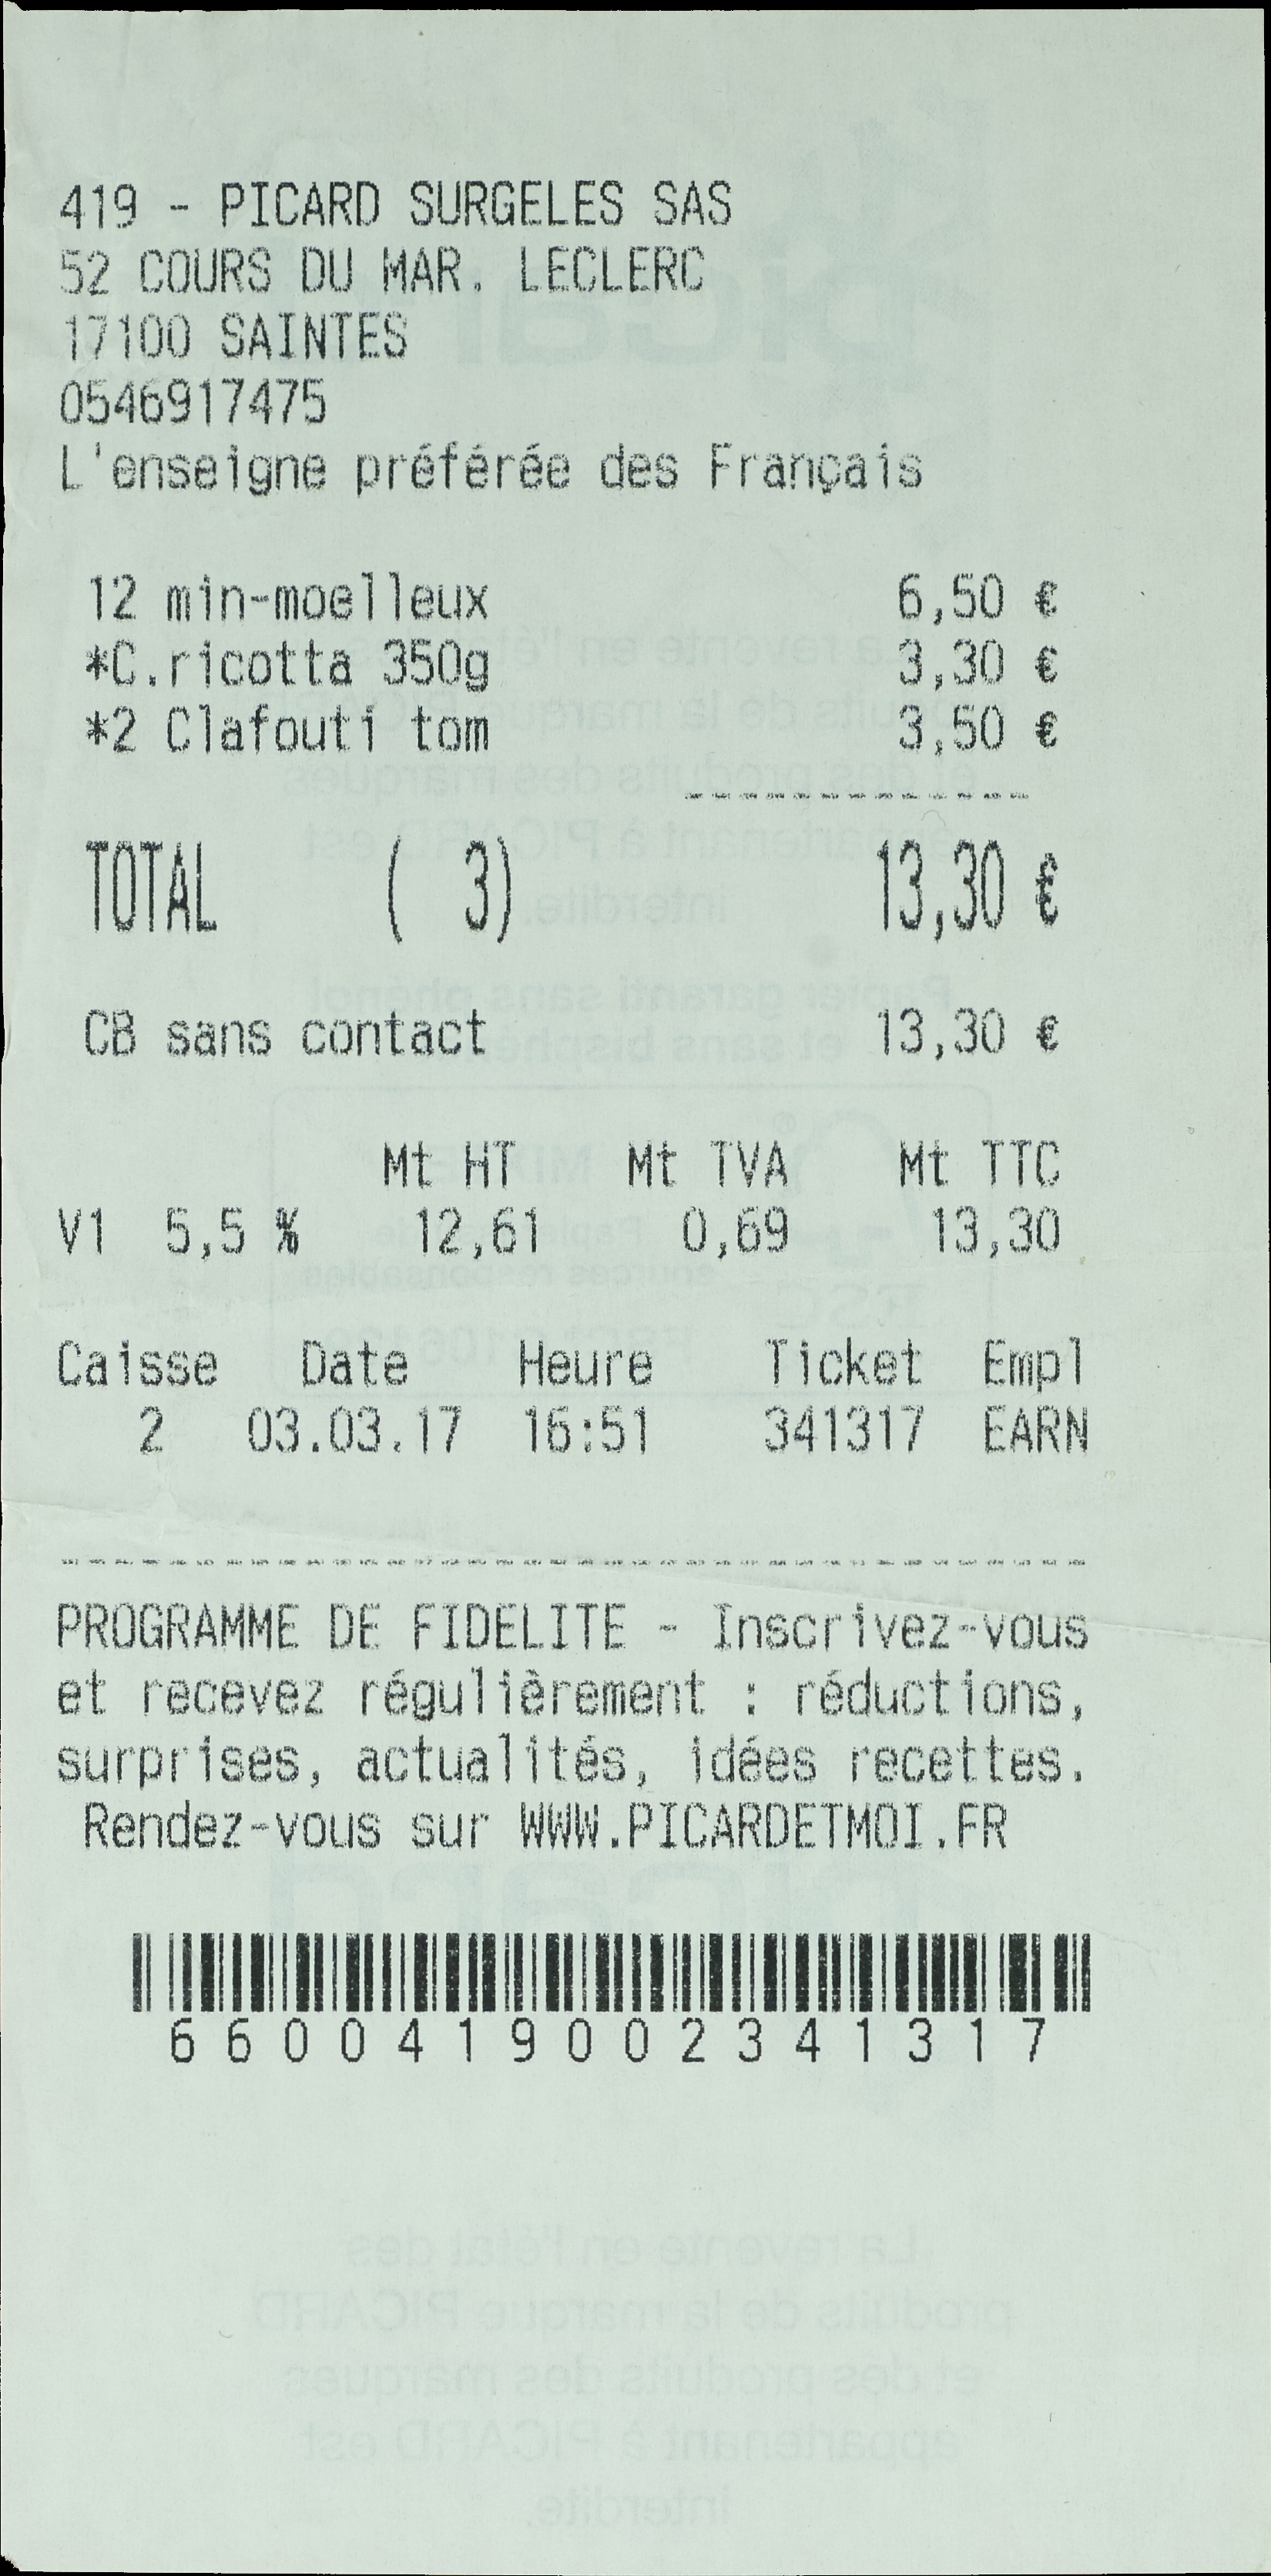 419 - PICARD SURGELES SAS
52 COURS DU MAR. LECLERC
17100 SAINTES
0546917475
L'enseigne préférée des Français
12 min-moelleux 6,50 €
*C.ricotta 350g 3,30 €
*2 Clafouti tom 3,50 €
-------------
TOTAL ( 3) 13,30 €
CB sans contact 13,30 €
Mt HT Mt TVA Mt TTC
V1 5,5 % 12,61 0,69 13,30
Caisse Date Heure Ticket Empl
2 03.03.17 16:51 341317 EARN
--------------------------------------
PROGRAMME DE FIDELITE - Inscrivez-vous
et recevez régulièrement : réductions,
surprises, actualités, idées recettes.
Rendez-vous sur WWW.PICARDETMOI.FR
6600419002341317
La revente en l'état des
produits de la marque PICARD
et des produits des marques
appartenant à PICARD est
interdite.